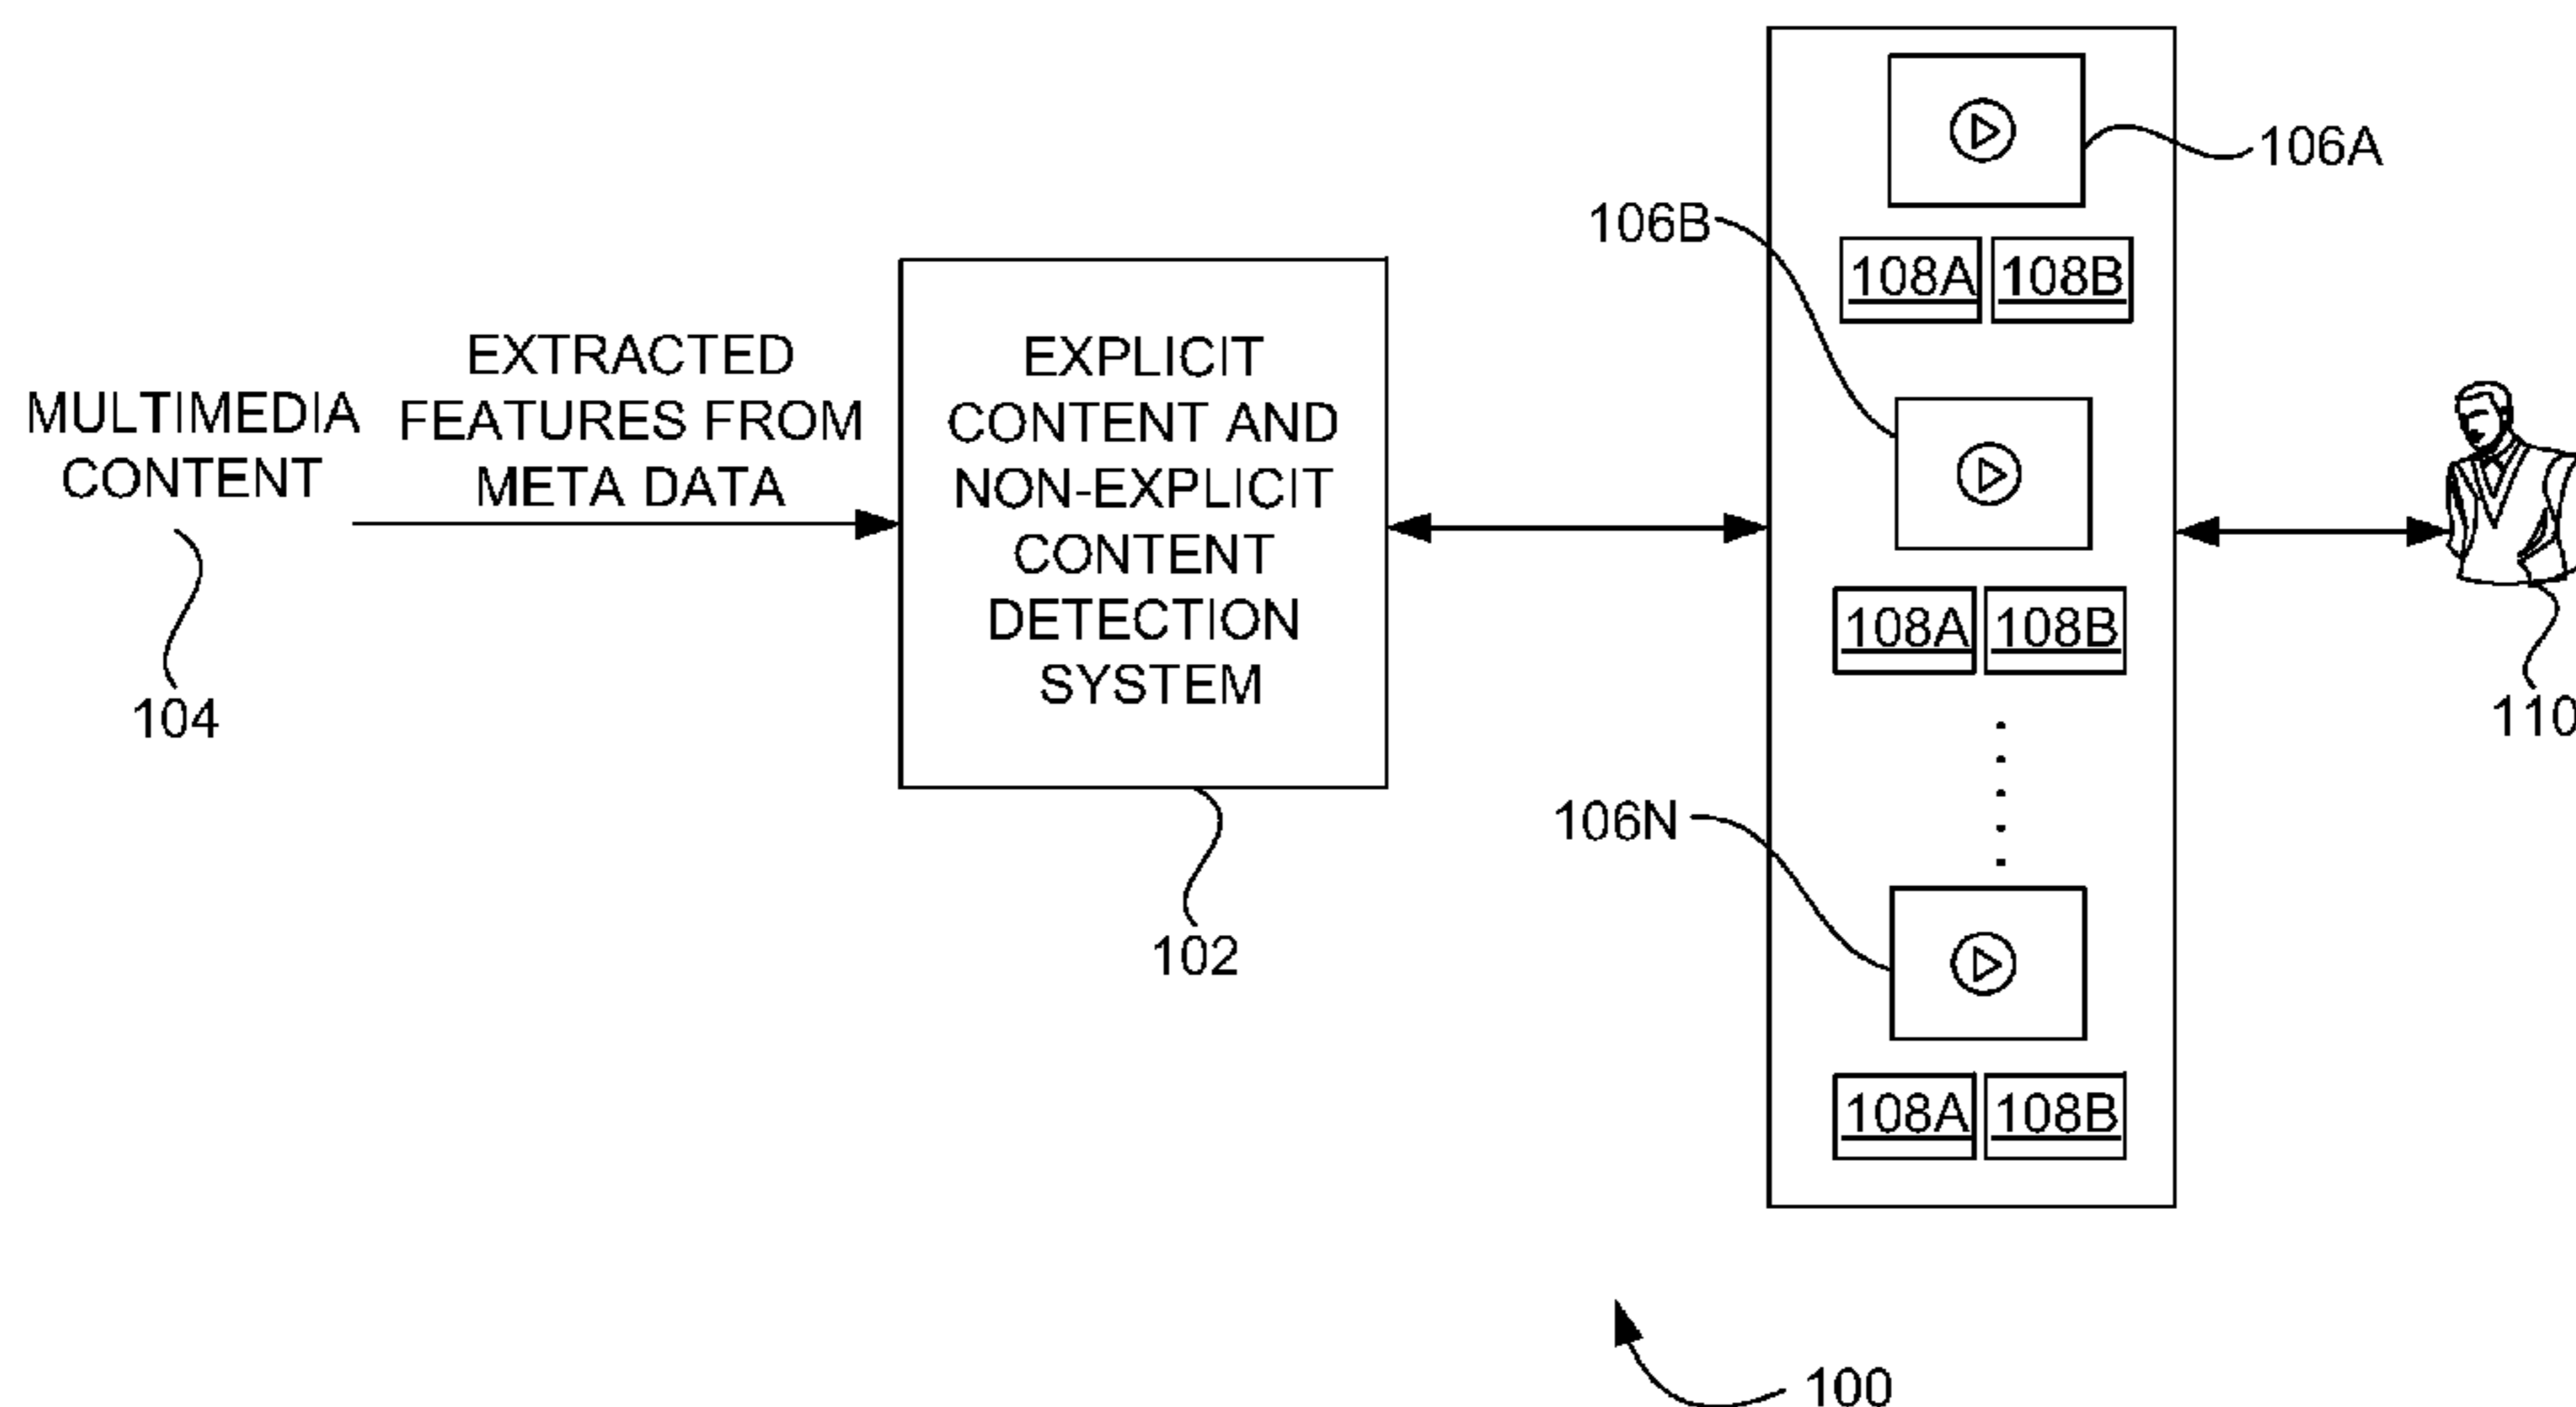 106A
106B
108A 108B
EXTRACTED
FEATURES FROM
META DATA
MULTIMEDIA
CONTENT
EXPLICIT
CONTENT AND
NON-EXPLICIT
CONTENT
DETECTION
SYSTEM
108A 108B
104
110
106N
102
108A 108B
100